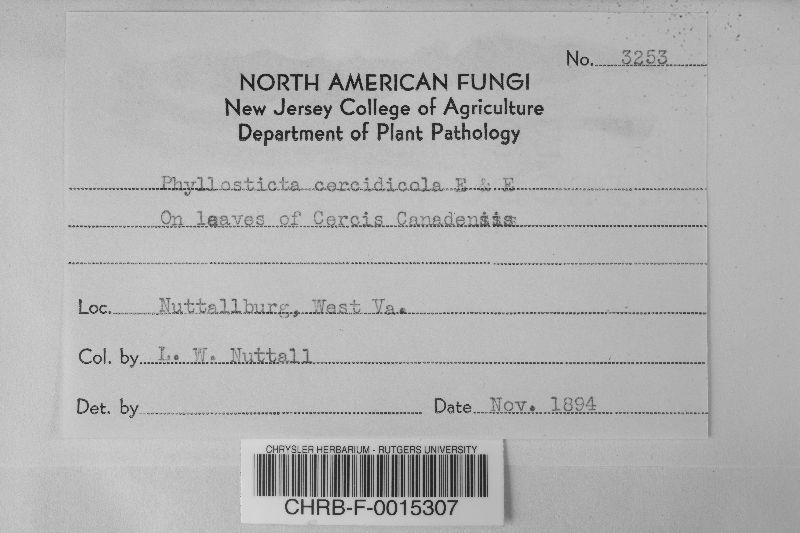 No. 3253
NORTH AMERICAN FUNGI
New Jersey College of Agriculture
Department of Plant Pathology
Phyllosticta cercidicola E & E
On leaves of Cercis Canadensis
Loc. Nuttallburg, West Va.
Col. by L. W. Nuttall
Det. by Date Nov. 1894
CHRYSLER HERBARIUM - RUTGERS UNIVERSITY
CHRB-F-0015307